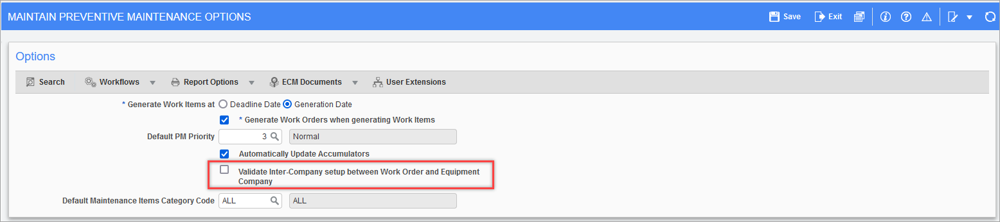 MAINTAIN PREVENTIVE MAINTENANCE OPTIONS
Save
Exit
Options
Search
Workflows
Report Options
ECM Documents
User Extensions
* Generate Work Items at
Deadline Date
Generation Date
* Generate Work Orders when generating Work Items
Default PM Priority
3
Normal
Automatically Update Accumulators
Validate Inter-Company setup between Work Order and Equipment
Company
Default Maintenance Items Category Code
ALL
ALL